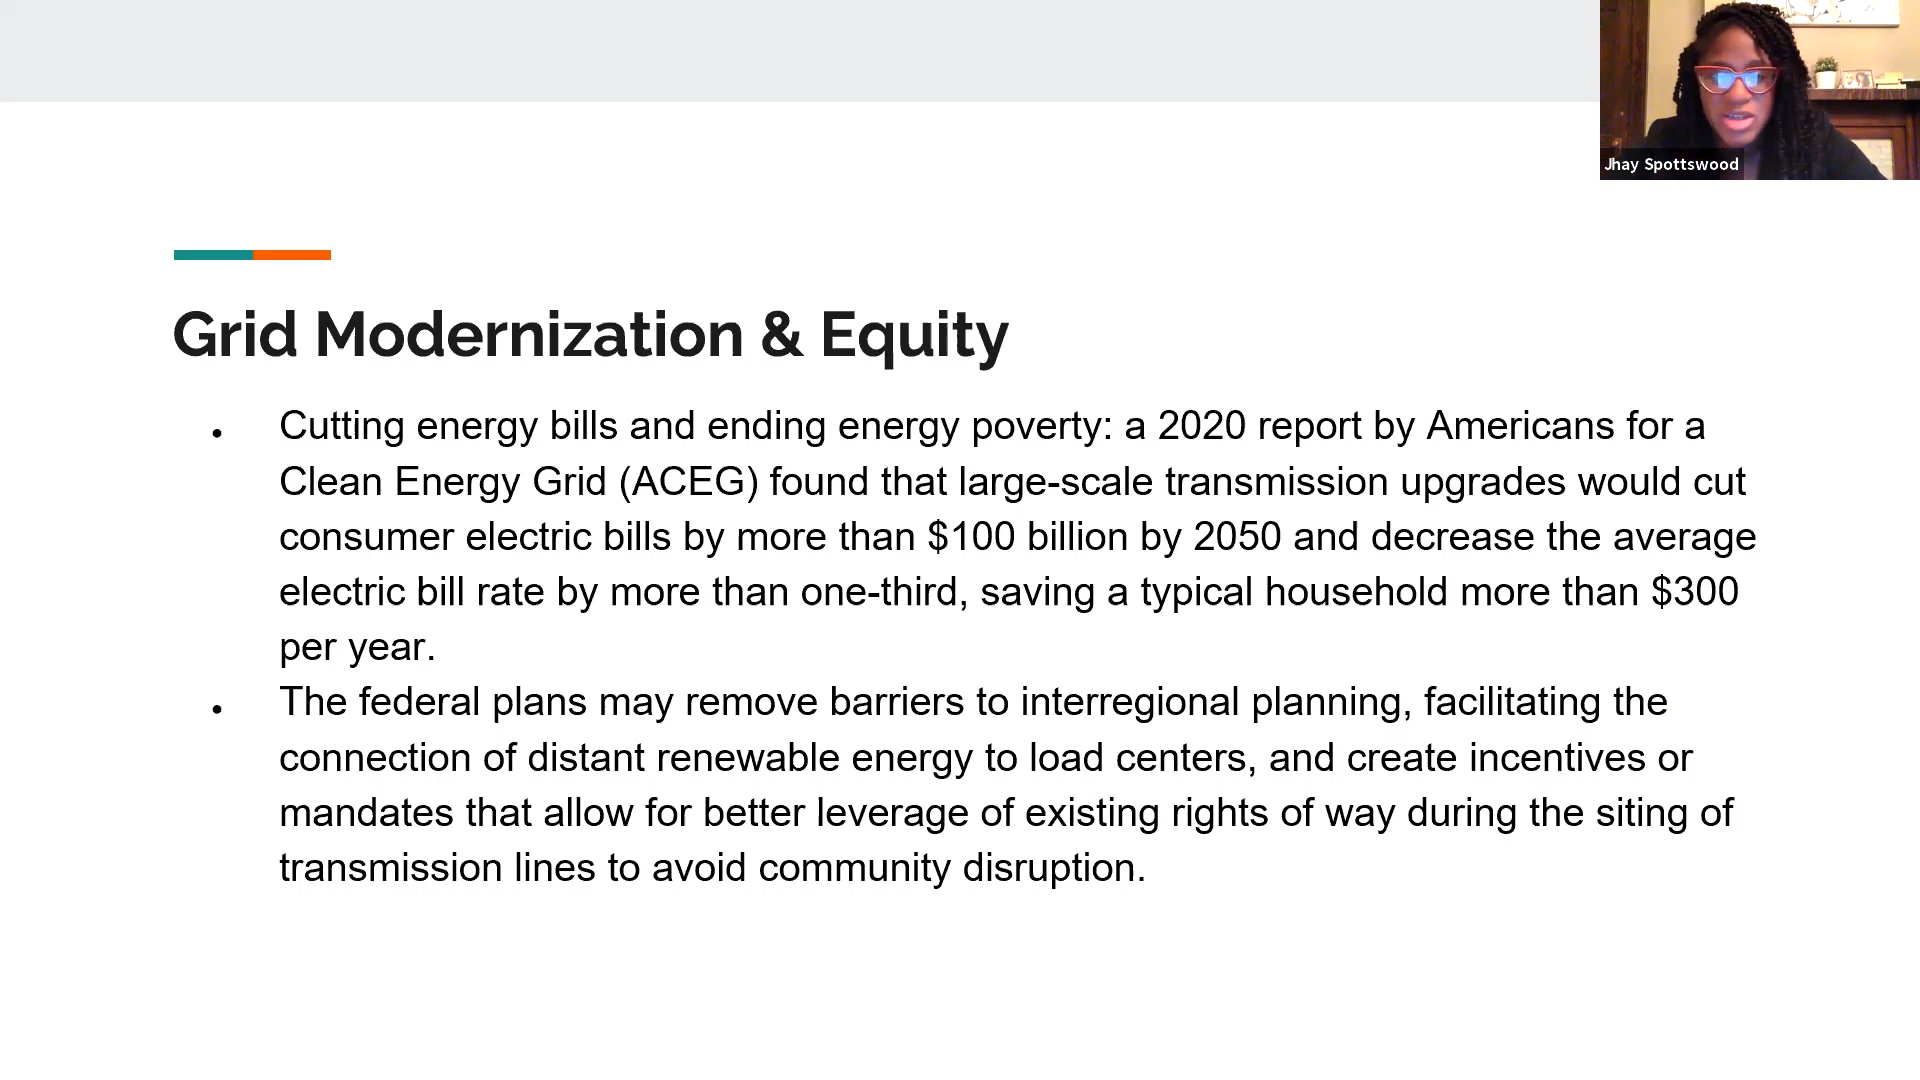 Jhay Spottswood
Grid Modernization & Equity
• Cutting energy bills and ending energy poverty: a 2020 report by Americans for a
Clean Energy Grid (ACEG) found that large-scale transmission upgrades would cut
consumer electric bills by more than $100 billion by 2050 and decrease the average
electric bill rate by more than one-third, saving a typical household more than $300
per year.
• The federal plans may remove barriers to interregional planning, facilitating the
connection of distant renewable energy to load centers, and create incentives or
mandates that allow for better leverage of existing rights of way during the siting of
transmission lines to avoid community disruption.